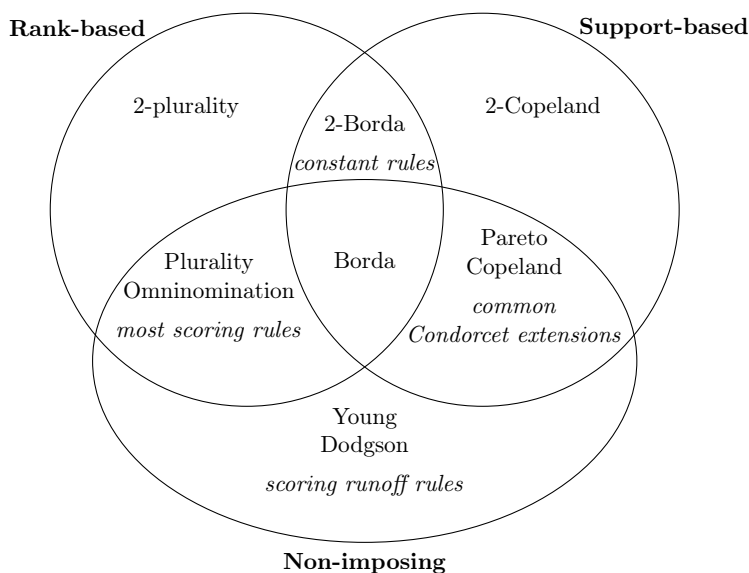 Rank-based
Support-based
2-plurality
2-Borda
constant rules
2-Copeland
Plurality
Omninomination
most scoring rules
Borda
Pareto
Copeland
common
Condorcet extensions
Young
Dodgson
scoring runoff rules
Non-imposing